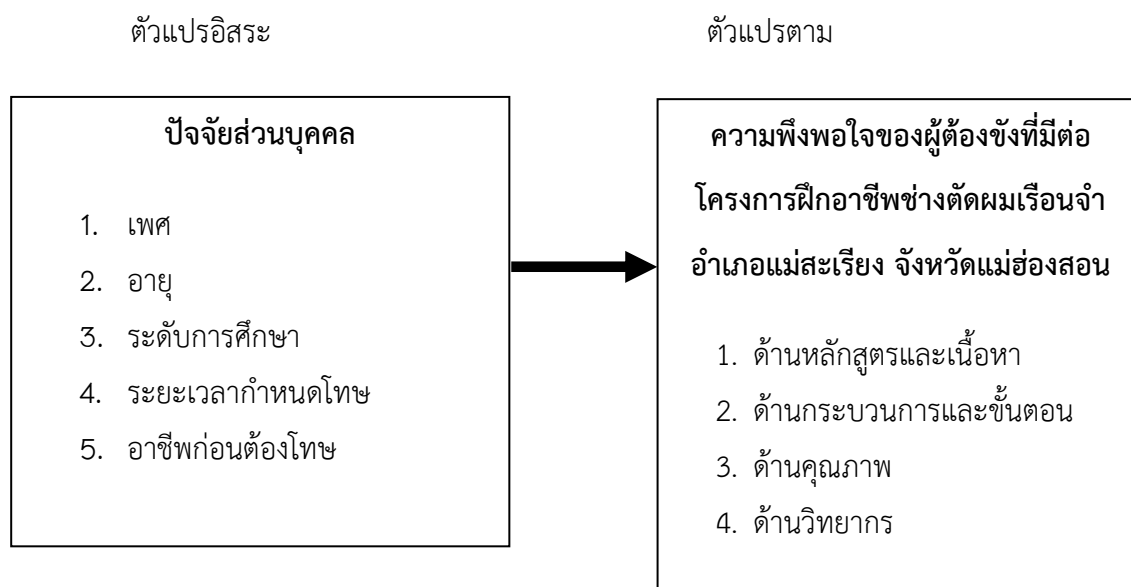 ตัวแปรอิสระ
ตัวแปรตาม
ปัจจัยส่วนบุคคล
1. เพศ
2. อายุ
3. ระดับการศึกษา
4. ระยะเวลากำหนดโทษ
5. อาชีพก่อนต้องโทษ
ความพึงพอใจของผู้ต้องขังที่มีต่อ
โครงการฝึกอาชีพช่างตัดผมเรือนจำ
อำเภอแม่สะเรียง จังหวัดแม่ฮ่องสอน
1. ด้านหลักสูตรและเนื้อหา
2. ด้านกระบวนการและขั้นตอน
3. ด้านคุณภาพ
4. ด้านวิทยากร